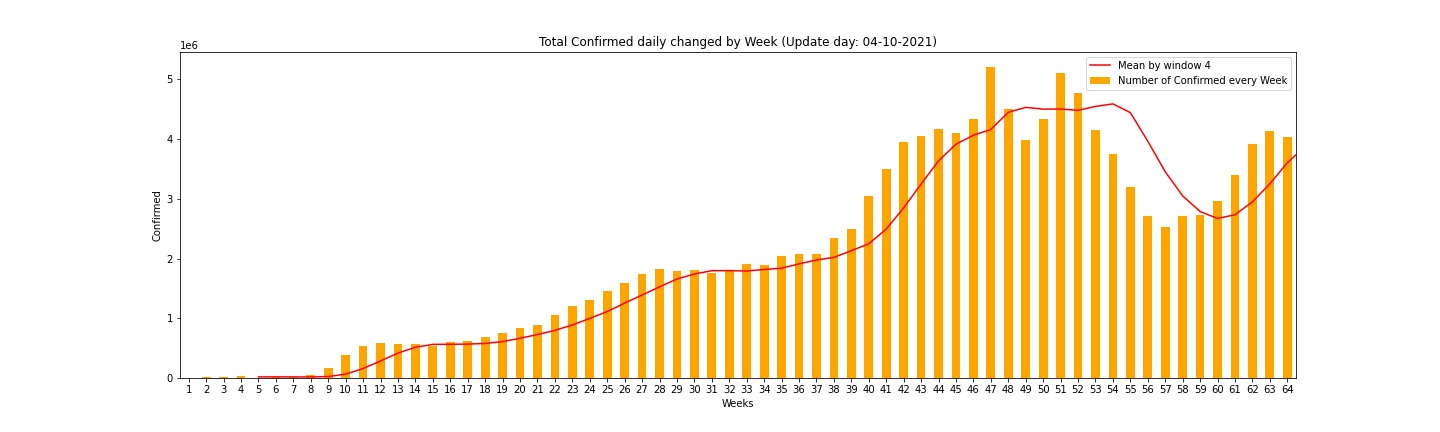 Total Confirmed daily changed by Week (Update day: 04-10-2021)
1e6
Mean by window 4
Number of Confirmed every Week
5
4
3
2
1
0
Confirmed
1 2 3 4 5 6 7 8 9 10 11 12 13 14 15 16 17 18 19 20 21 22 23 24 25 26 27 28 29 30 31 32 33 34 35 36 37 38 39 40 41 42 43 44 45 46 47 48 49 50 51 52 53 54 55 56 57 58 59 60 61 62 63 64
Weeks